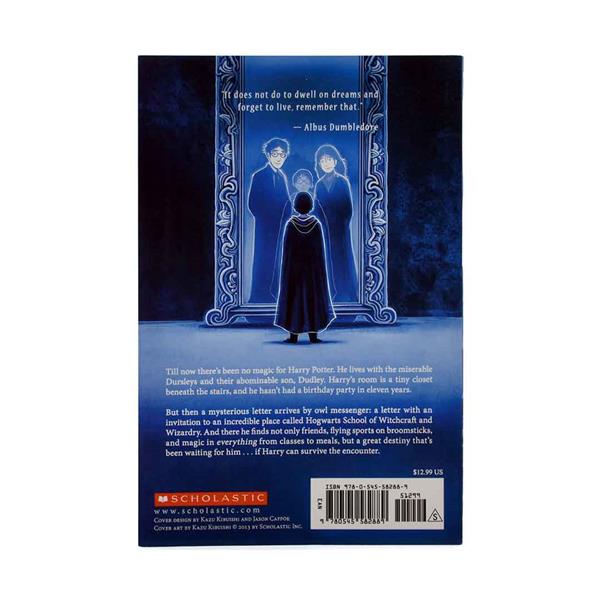 "It does not do to dwell on dreams and
forget to live, remember that."
— Albus Dumbledore
Till now there's been no magic for Harry Potter. He lives with the miserable
Dursleys and their abominable son, Dudley. Harry's room is a tiny closet
beneath the stairs, and he hasn't had a birthday party in eleven years.
But then a mysterious letter arrives by owl messenger: a letter with an
invitation to an incredible place called Hogwarts School of Witchcraft and
Wizardry. And there he finds not only friends, flying sports on broomsticks,
and magic in everything from classes to meals, but a great destiny that's
been waiting for him . . . if Harry can survive the encounter.
$12.99 US
ISBN 978-0-545-58288-9
51299
EAN
9 780545 582889
S
SCHOLASTIC
www.scholastic.com
Cover design by Kazu Kibuishi and Jason Caffoe
Cover art by Kazu Kibuishi © 2013 by Scholastic Inc.